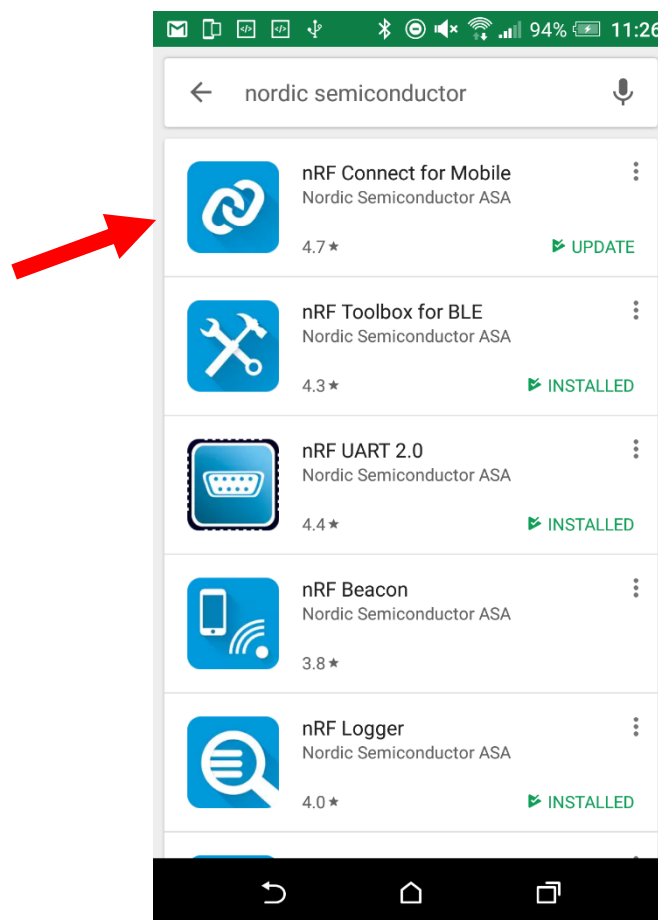 94% 11:26
nordic semiconductor
nRF Connect for Mobile
Nordic Semiconductor ASA
4.7★ UPDATE
nRF Toolbox for BLE
Nordic Semiconductor ASA
4.3★ INSTALLED
nRF UART 2.0
Nordic Semiconductor ASA
4.4★ INSTALLED
nRF Beacon
Nordic Semiconductor ASA
3.8★
nRF Logger
Nordic Semiconductor ASA
4.0★ INSTALLED